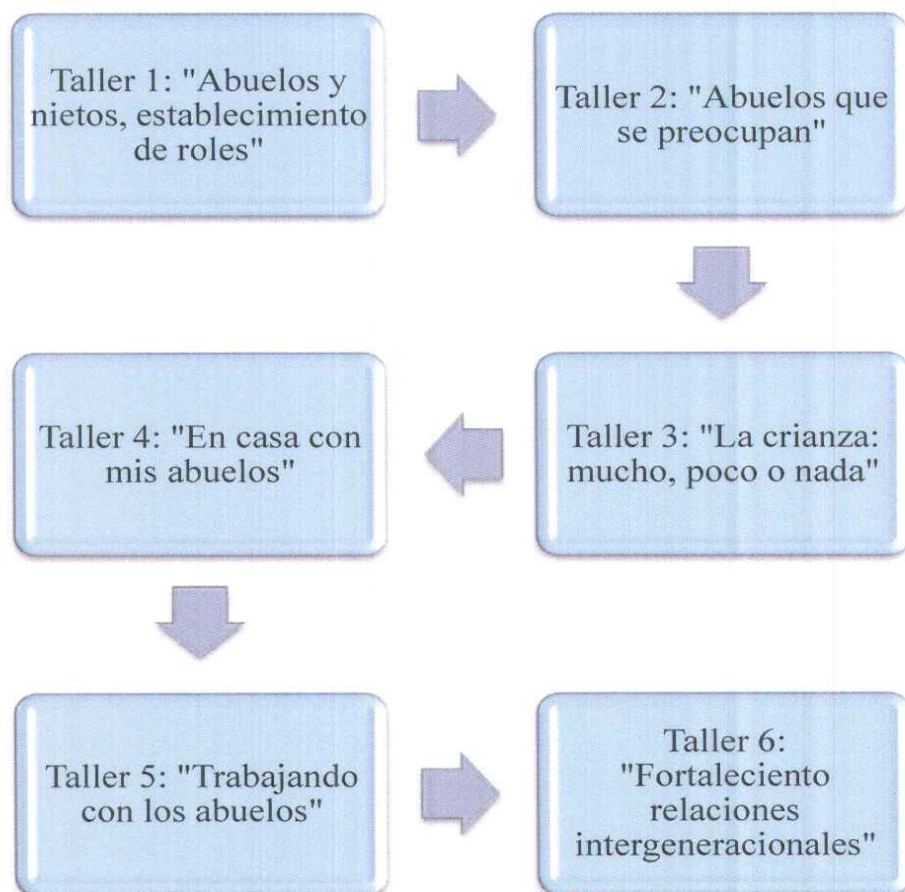 Taller 1: "Abuelos y
nietos, establecimiento
de roles"
Taller 2: "Abuelos que
se preocupan"
Taller 3: "La crianza:
mucho, poco o nada"
Taller 4: "En casa con
mis abuelos"
Taller 5: "Trabajando
con los abuelos"
Taller 6:
"Fortaleciento
relaciones
intergeneracionales"